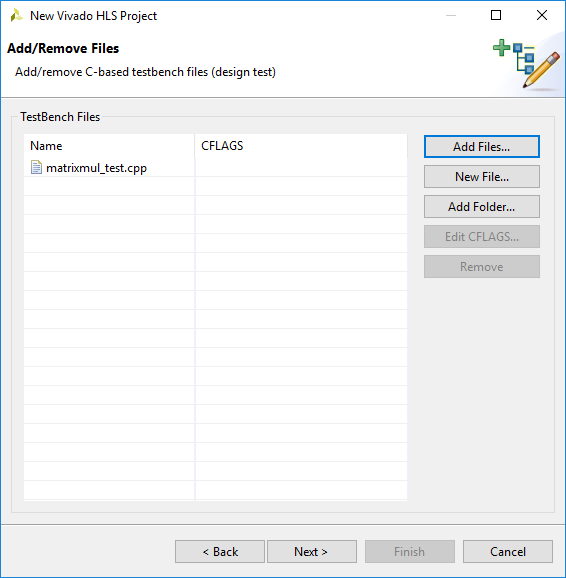 New Vivado HLS Project
Add/Remove Files
Add/remove C-based testbench files (design test)
TestBench Files
Name CFLAGS Add Files...
matrixmul_test.cpp
New File...
Add Folder...
Edit CFLAGS...
Remove
< Back Next > Finish Cancel